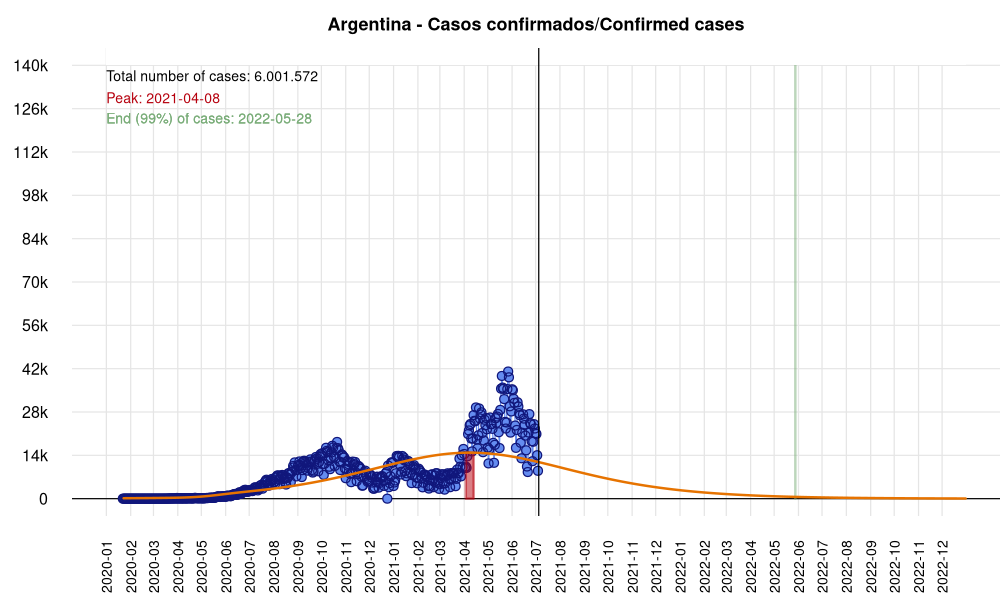 Argentina - Casos confirmados/Confirmed cases
140k
Total number of cases: 6.001.572
Peak: 2021-04-08
126k
End (99%) of cases: 2022-05-28
112k
98k
84k
70k
56k
42k
28k
14k
0
2020-01
2020-02
2020-03
2020-04
2020-05
2020-06
2020-07
2020-08
2020-09
2020-10
2020-11
2020-12
2021-01
2021-02
2021-03
2021-04
2021-05
2021-06
2021-07
2021-08
2021-09
2021-10
2021-11
2021-12
2022-01
2022-02
2022-03
2022-04
2022-05
2022-06
2022-07
2022-08
2022-09
2022-10
2022-11
2022-12